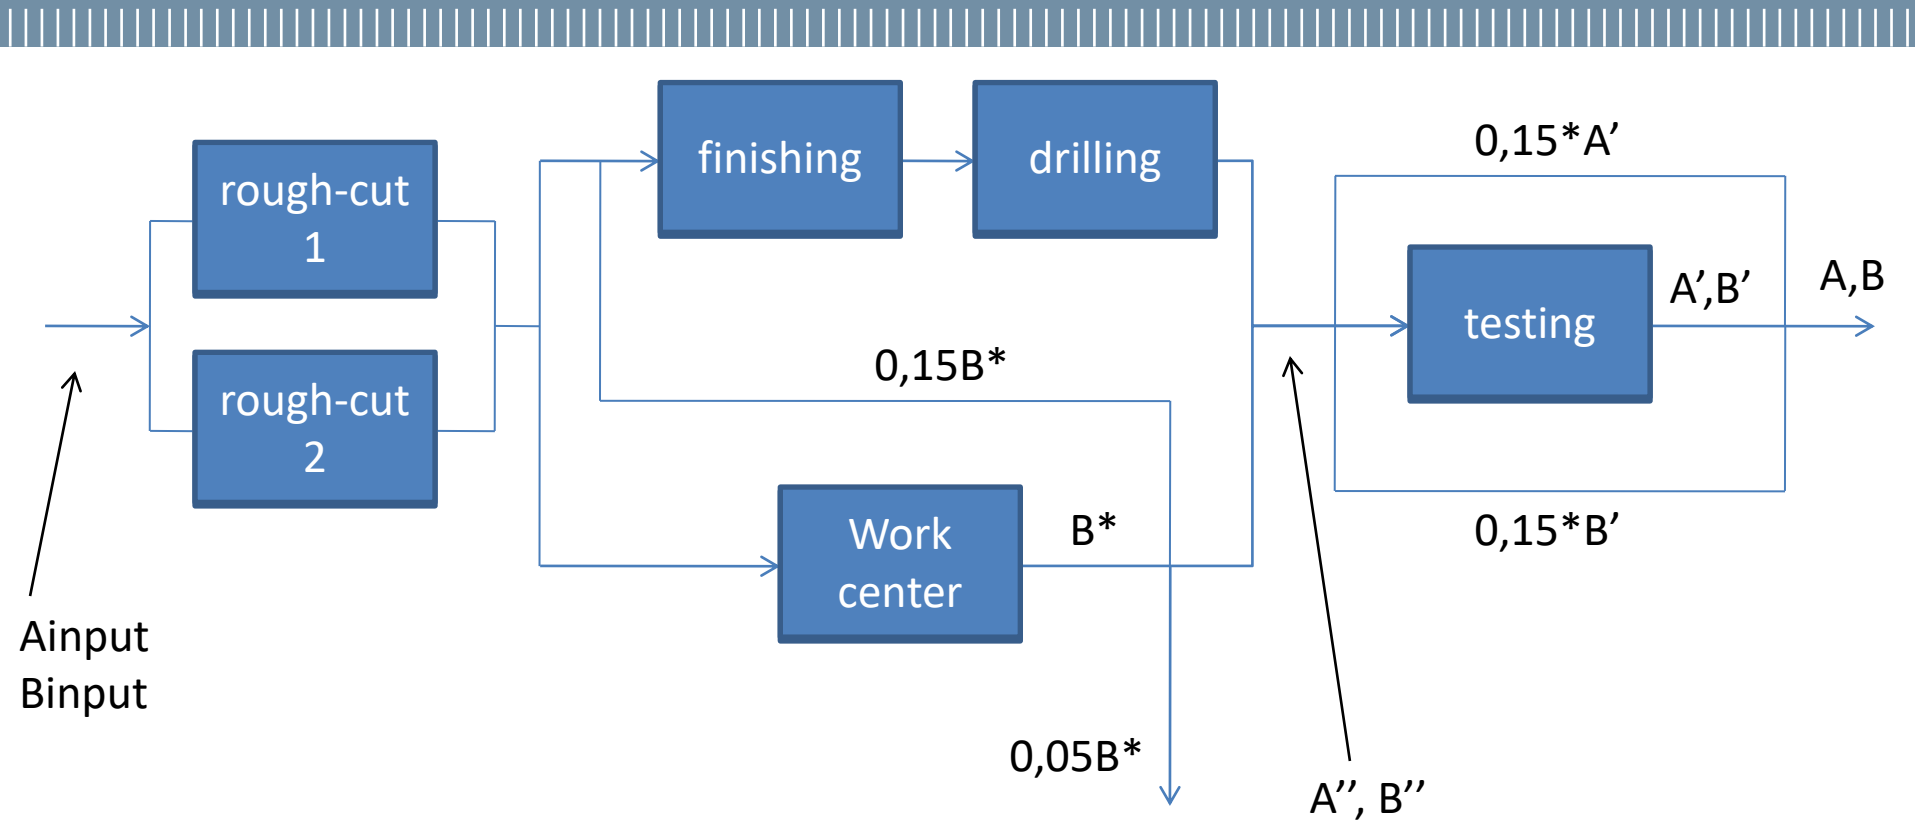 rough-cut
1
rough-cut
2
finishing
drilling
0,15*A’
testing
A’,B’
A,B
0,15B*
Work
center
B*
0,15*B’
Ainput
Binput
0,05B*
A’’, B’’